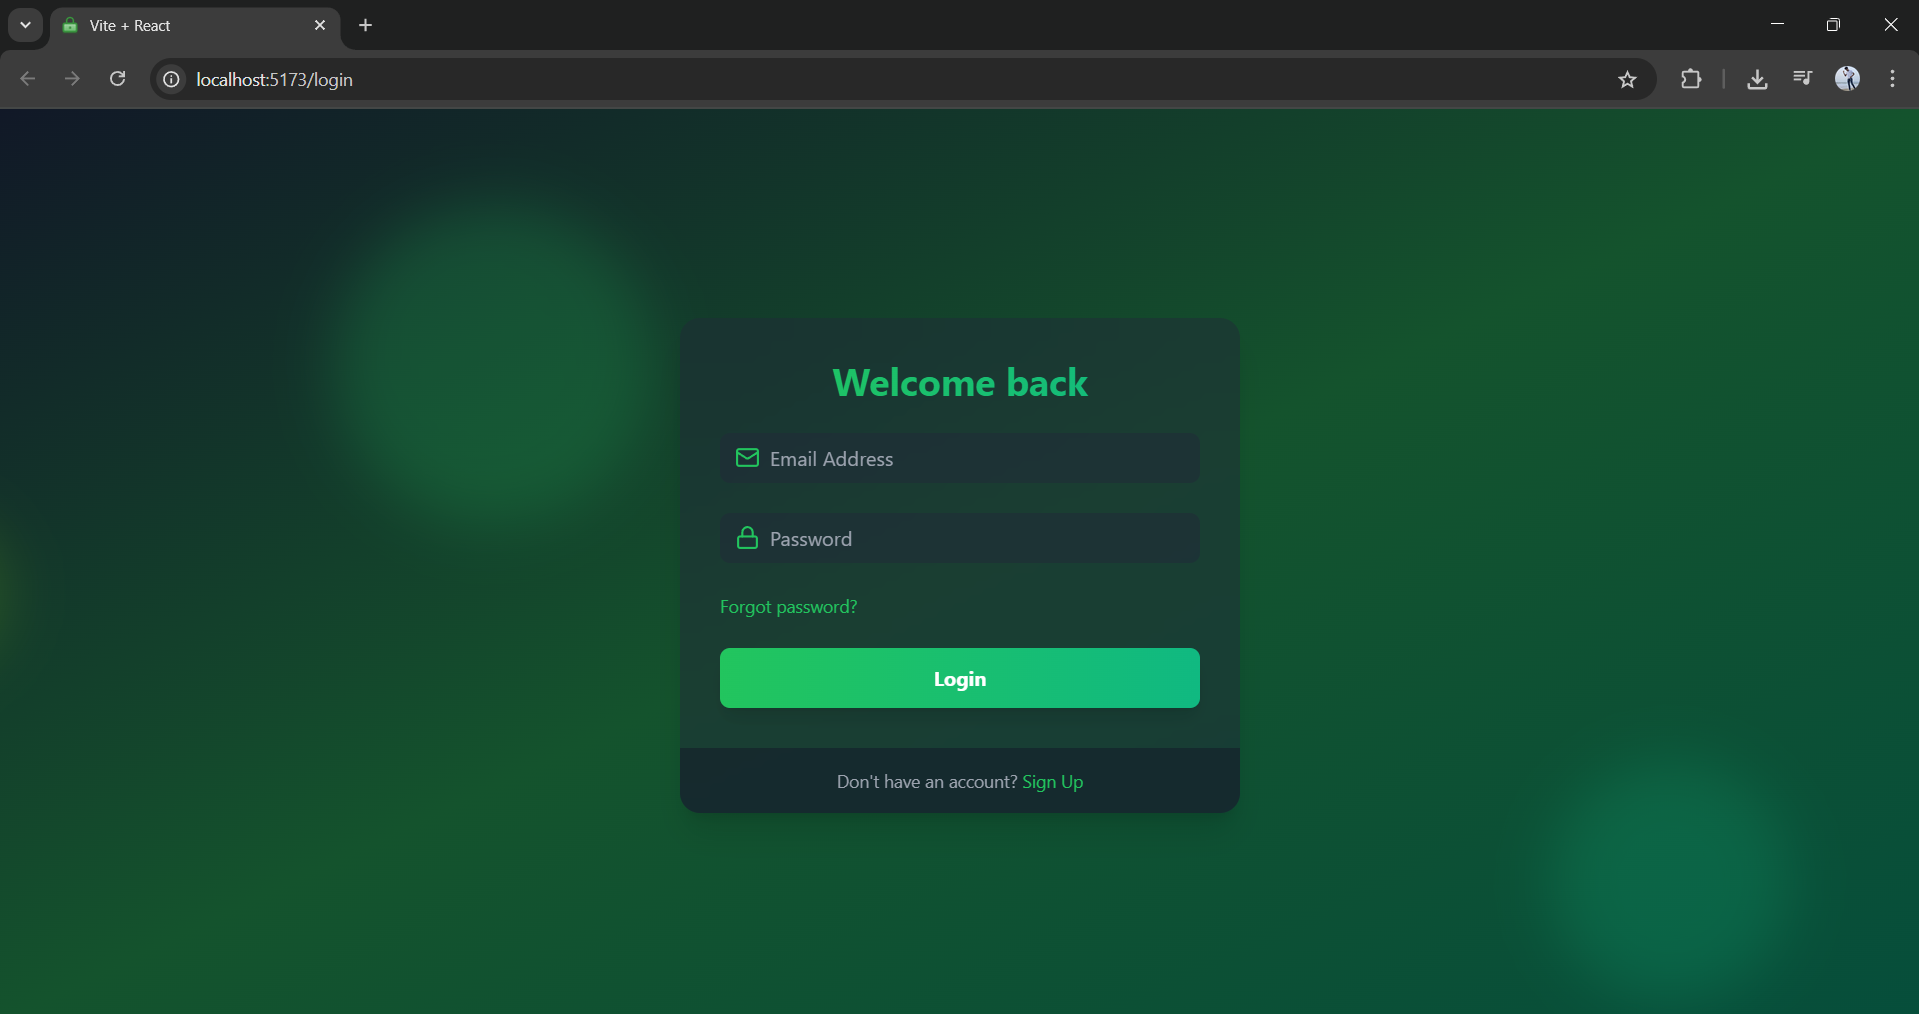 Vite + React
localhost:5173/login
Welcome back
Email Address
Password
Forgot password?
Login
Don't have an account? Sign Up